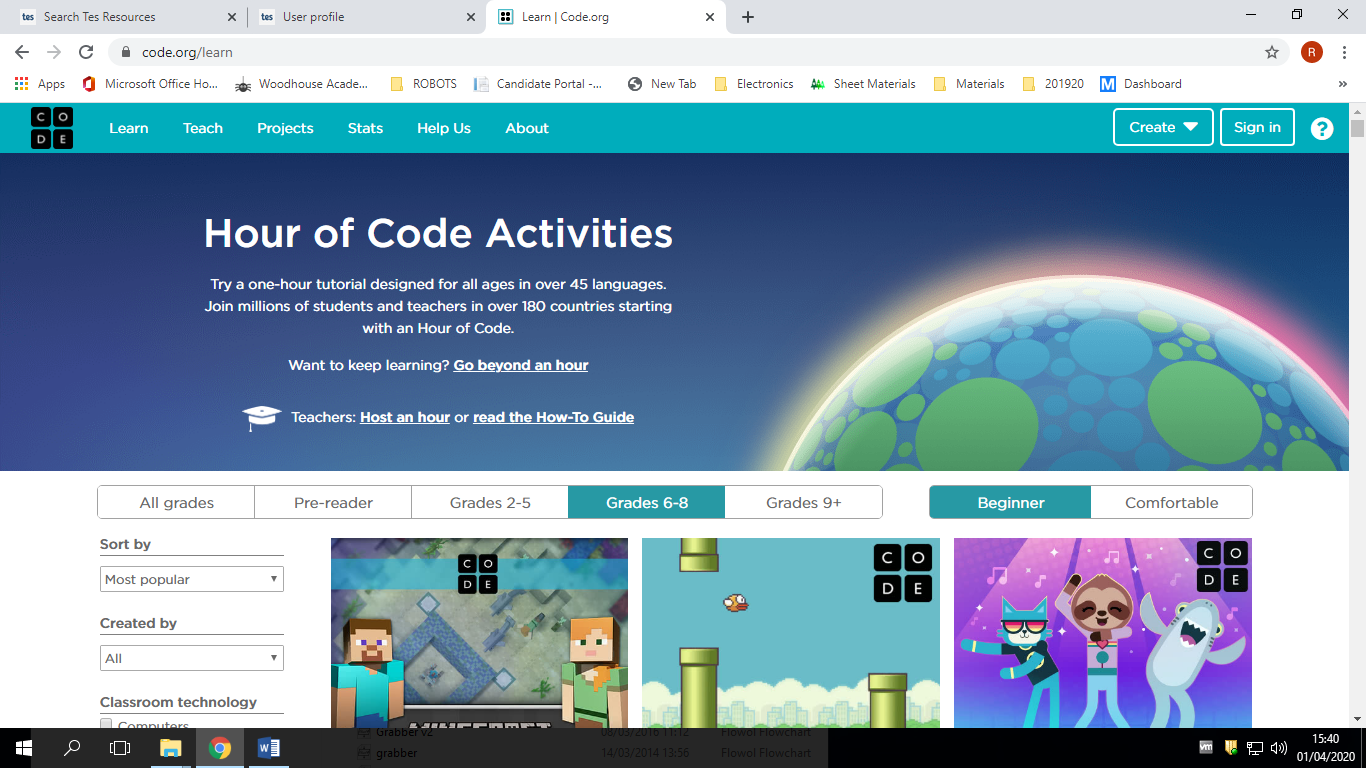 Search Tes Resources
User profile
Learn | Code.org
code.org/learn
R
Apps
Microsoft Office Ho...
Woodhouse Acade...
ROBOTS
Candidate Portal -...
New Tab
Electronics
Sheet Materials
Materials
201920
Dashboard
C O D E
Learn
Teach
Projects
Stats
Help Us
About
Create
Sign in
?
Hour of Code Activities
Try a one-hour tutorial designed for all ages in over 45 languages.
Join millions of students and teachers in over 180 countries starting
with an Hour of Code.
Want to keep learning? Go beyond an hour
Teachers: Host an hour or read the How-To Guide
All grades
Pre-reader
Grades 2-5
Grades 6-8
Grades 9+
Beginner
Comfortable
Sort by
Most popular
Created by
All
Classroom technology
Computers
C O D E
MINECRAFT
C O D E
C O D E
Grabber v2 08/03/2016 11:12 Flowol Flowchart
grabber 14/03/2014 13:56 Flowol Flowchart
15:40
01/04/2020